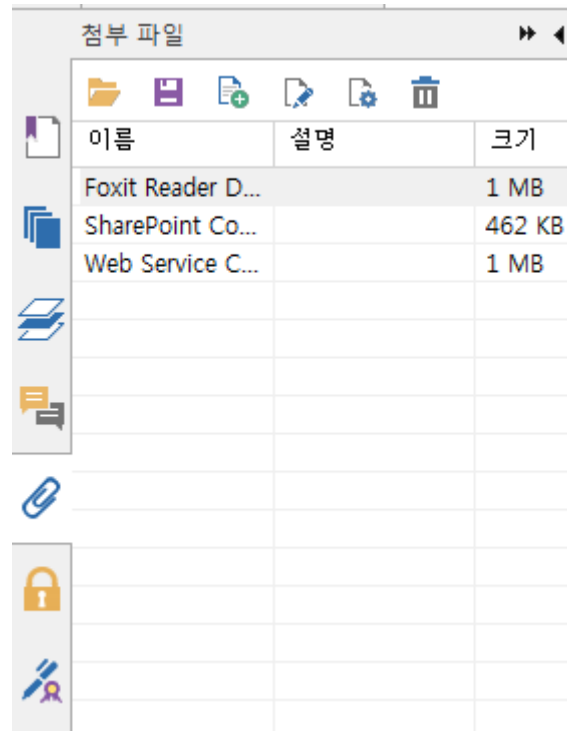 첨부 파일
이름 설명 크기
Foxit Reader D... 1 MB
SharePoint Co... 462 KB
Web Service C... 1 MB